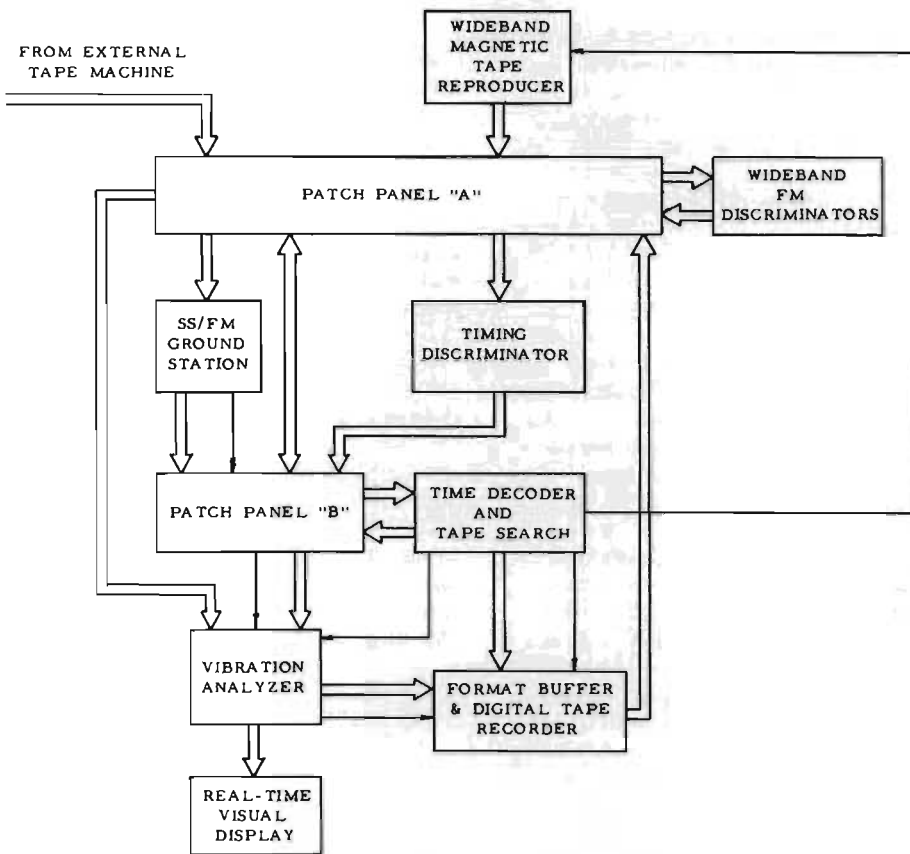 FROM EXTERNAL
TAPE MACHINE
WIDEBAND
MAGNETIC
TAPE
REPRODUCER
PATCH PANEL "A"
WIDEBAND
FM
DISCRIMINATORS
SS/FM
GROUND
STATION
TIMING
DISCRIMINATOR
PATCH PANEL "B"
TIME DECODER
AND
TAPE SEARCH
VIBRATION
ANALYZER
FORMAT BUFFER
& DIGITAL TAPE
RECORDER
REAL-TIME
VISUAL
DISPLAY